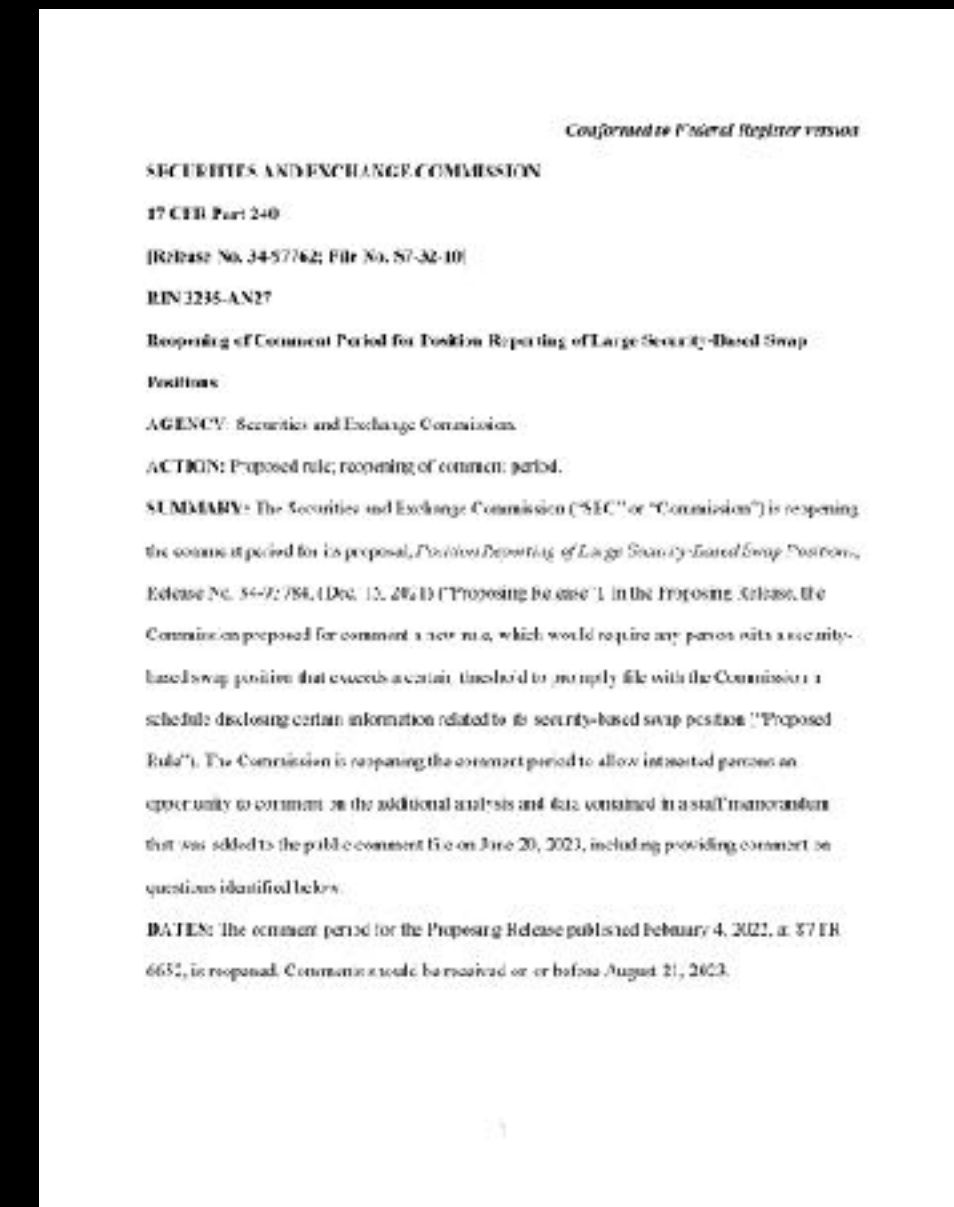 Conformed to Federal Register version
SECURITIES AND EXCHANGE COMMISSION
17 CFR Part 240
[Release No. 34-97762; File No. S7-32-10]
RIN 3235-AN27
Reopening of Comment Period for Position Reporting of Large Security-Based Swap
Positions
AGENCY: Securities and Exchange Commission.
ACTION: Proposed rule; reopening of comment period.
SUMMARY: The Securities and Exchange Commission (“SEC” or “Commission”) is reopening
the comment period for its proposal, Position Reporting of Large Security-Based Swap Positions,
Release No. 34-93784, (Dec. 15, 2021) (“Proposing Release”). In the Proposing Release, the
Commission proposed for comment a new rule, which would require any person with a security-
based swap position that exceeds a certain threshold to promptly file with the Commission a
schedule disclosing certain information related to its security-based swap position (“Proposed
Rule”). The Commission is reopening the comment period to allow interested persons an
opportunity to comment on the additional analysis and data contained in a staff memorandum
that was added to the public comment file on June 20, 2023, including providing comment on
questions identified below.
DATES: The comment period for the Proposing Release published February 4, 2022, at 87 FR
6652, is reopened. Comments should be received on or before August 21, 2023.